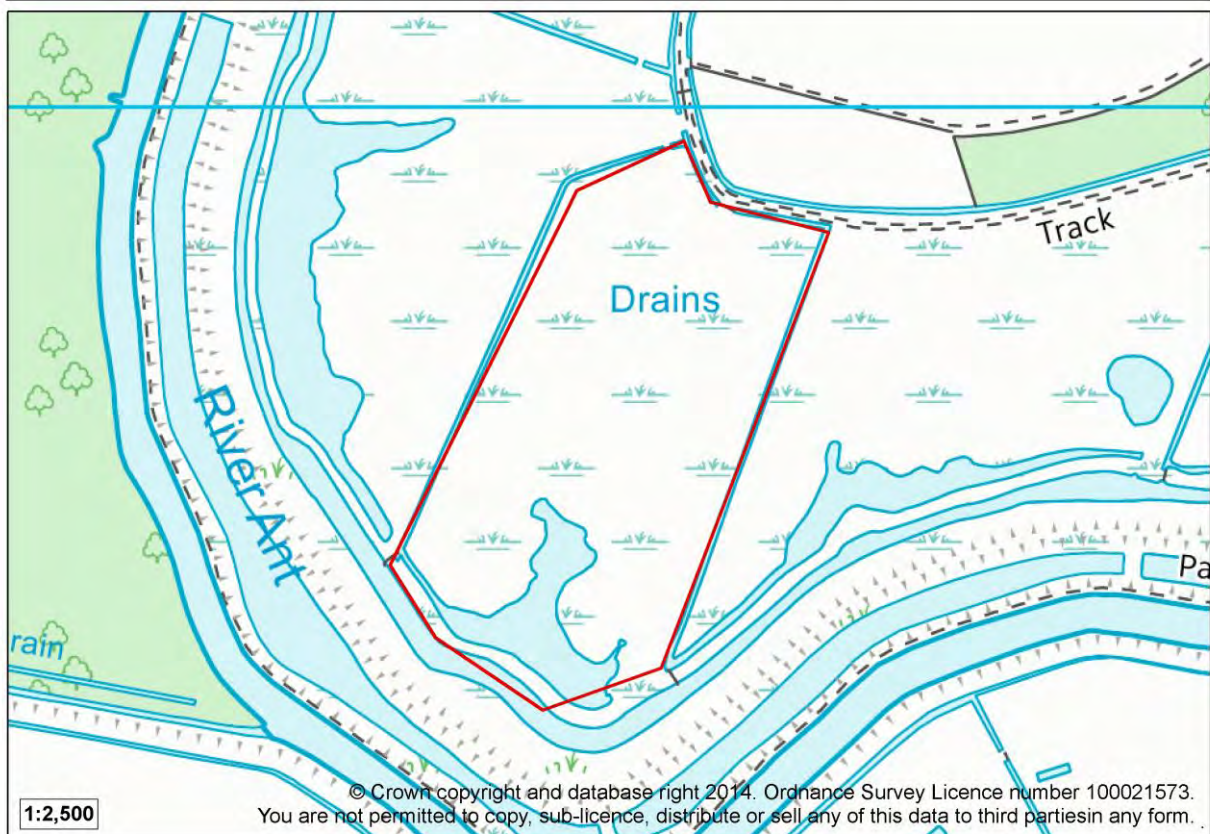 Track
Drains
River Ant
Pa
rain
© Crown copyright and database right 2014. Ordnance Survey Licence number 100021573.
You are not permitted to copy, sub-licence, distribute or sell any of this data to third partiesin any form.
1:2,500